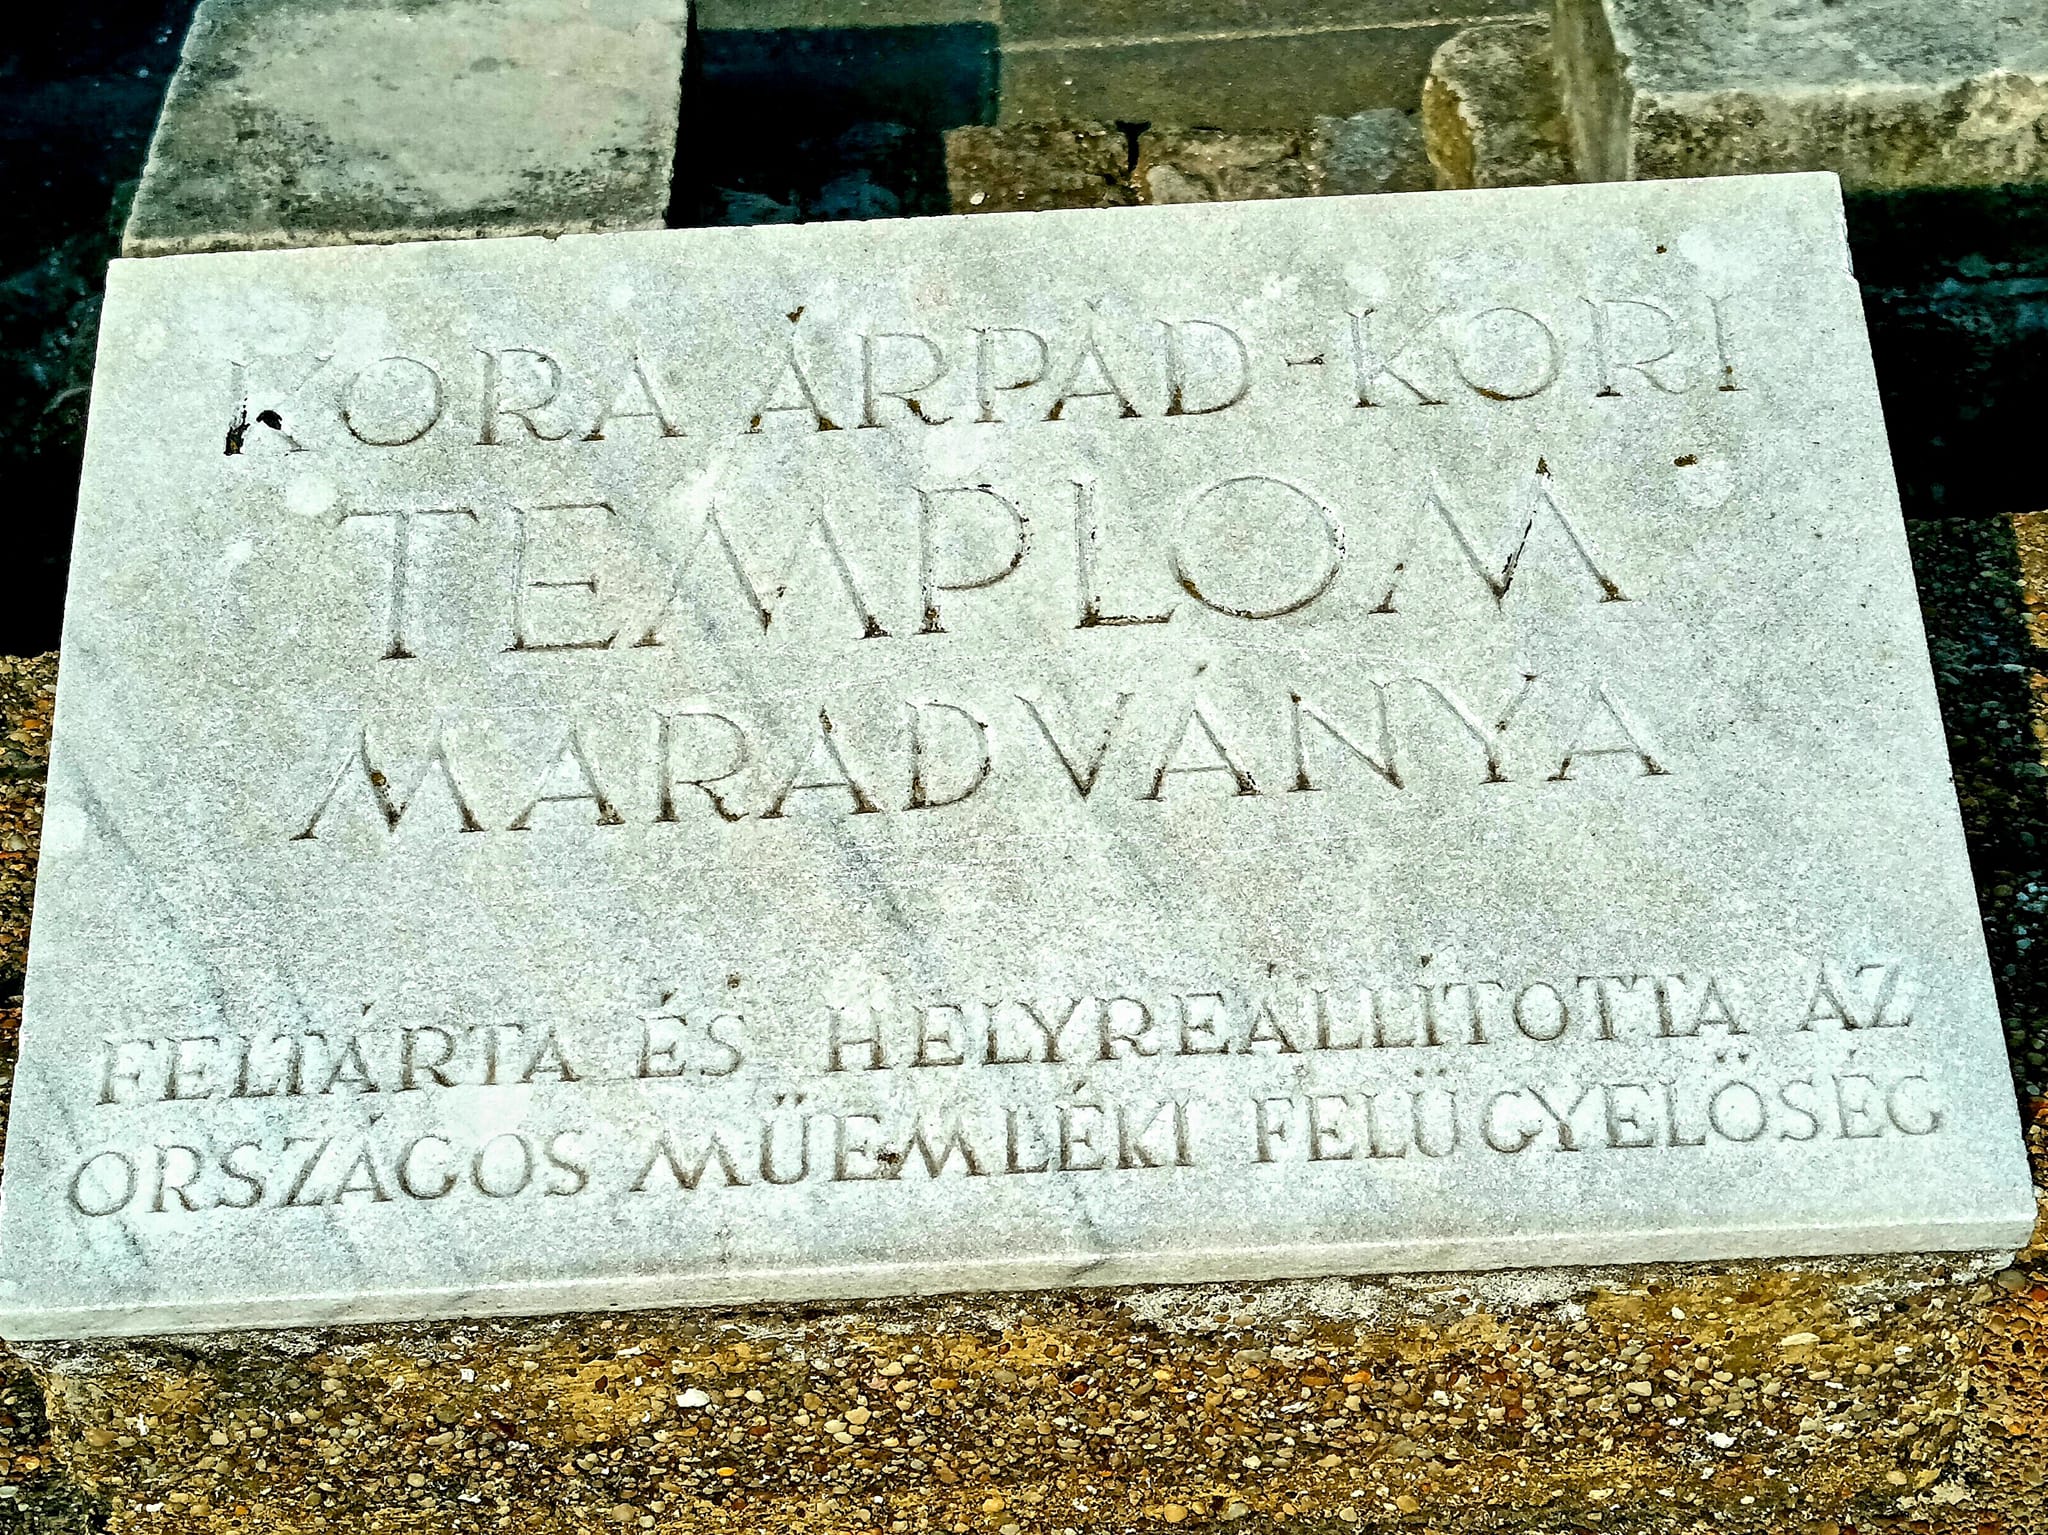 KORA ÁRPÁD-KORI
TEMPLOM
MARADVÁNYA
FELTÁRTA ÉS HELYREÁLLÍTOTTA AZ
ORSZÁGOS MŰEMLÉKI FELÜGYELŐSÉG